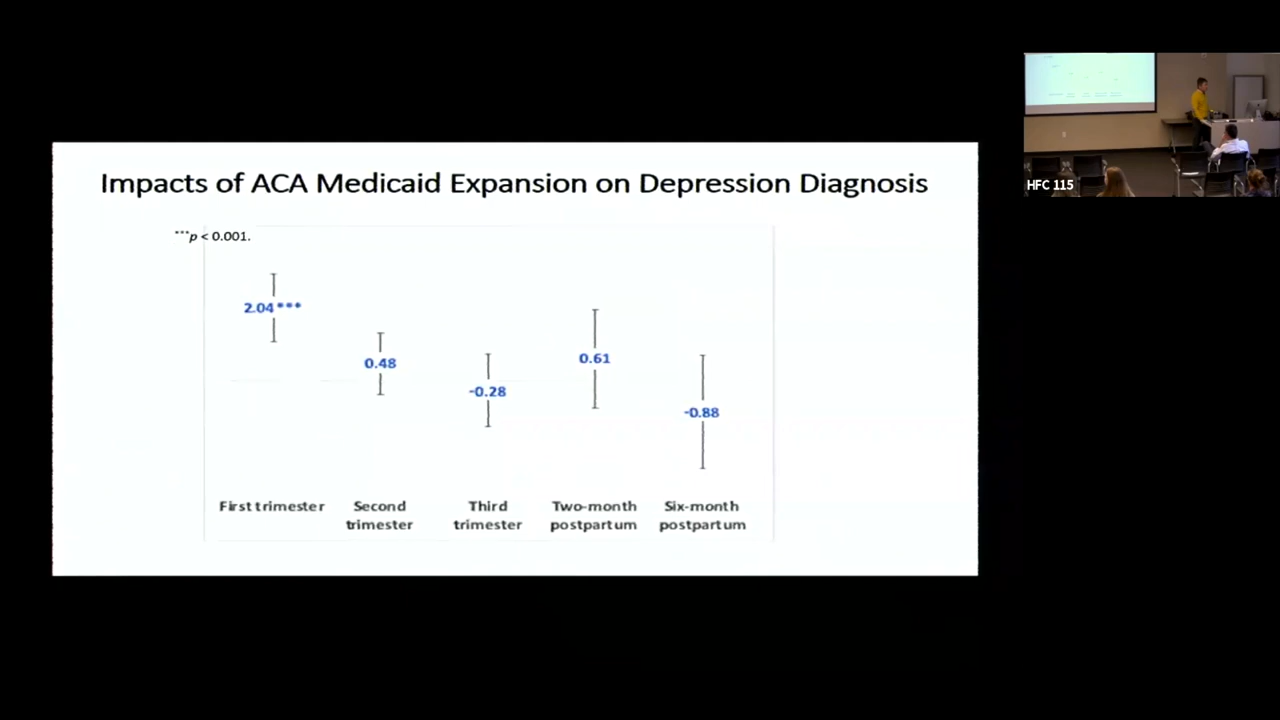 Impacts of ACA Medicaid Expansion on Depression Diagnosis
***p < 0.001.
2.04***
0.48
-0.28
0.61
-0.88
First trimester
Second
trimester
Third
trimester
Two-month
postpartum
Six-month
postpartum
HFC 115